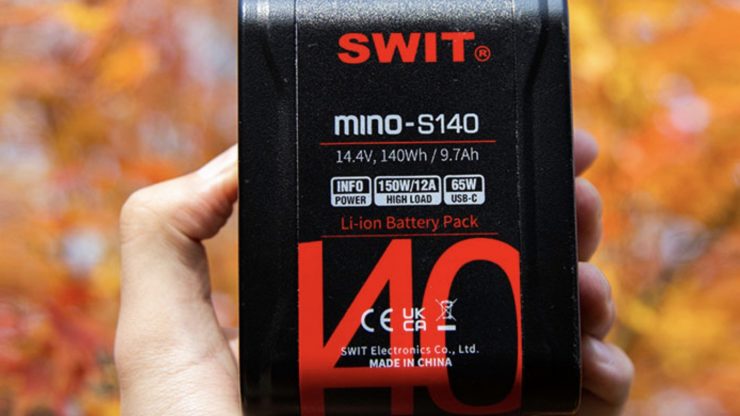 SWIT®
mino-S140
14.4V, 140Wh / 9.7Ah
INFO 150W/12A 65W
POWER HIGH LOAD USB-C
Li-ion Battery Pack
140
CE UK CA
SWIT Electronics Co., Ltd.
MADE IN CHINA